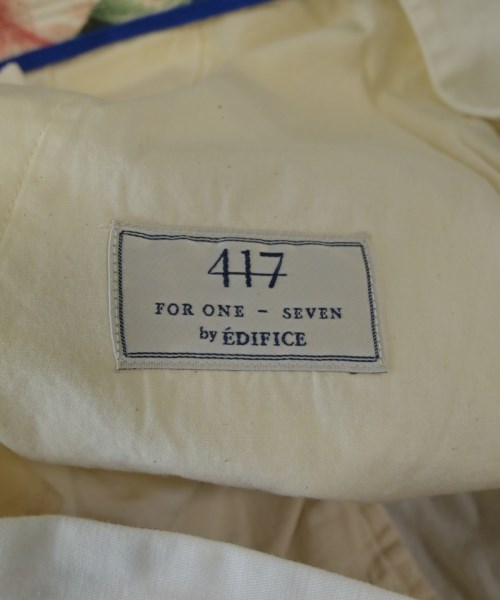 417
FOR ONE - SEVEN
by ÉDIFICE